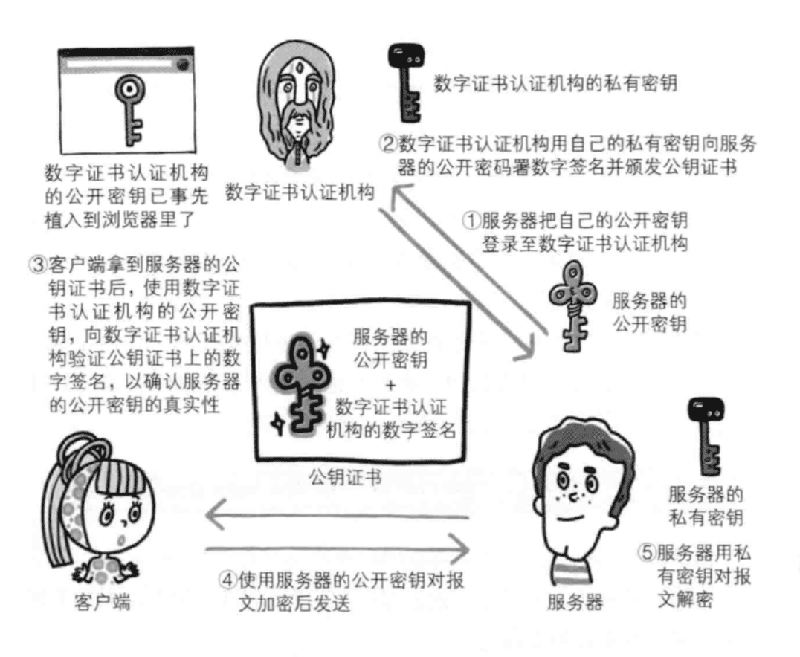 数字证书认证机构的私有密钥
数字证书认证机构
的公开密钥已事先
植入到浏览器里了
数字证书认证机构
②数字证书认证机构用自己的私有密钥向服务
器的公开密码署数字签名并颁发公钥证书
①服务器把自己的公开密钥
登录至数字证书认证机构
服务器的
公开密钥
③客户端拿到服务器的公
钥证书后，使用数字证
书认证机构的公开密
钥，向数字证书认证机
构验证公钥证书上的数
字签名，以确认服务器
的公开密钥的真实性
服务器的
公开密钥
+
数字证书认证
机构的数字签名
公钥证书
服务器的
私有密钥
④使用服务器的公开密钥对报
文加密后发送
⑤服务器用私
有密钥对报
文解密
客户端
服务器